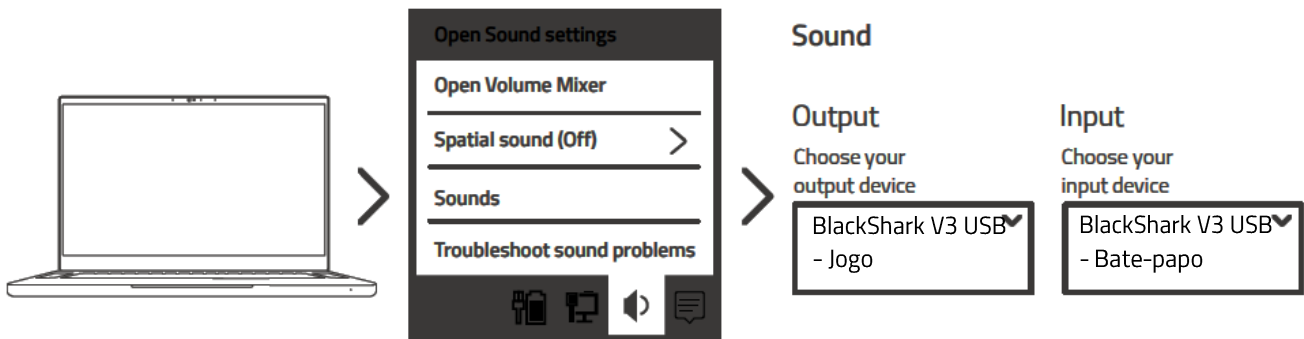 Open Sound settings
Open Volume Mixer
Spatial sound (Off)
Sounds
Troubleshoot sound problems
Sound
Output
Choose your
output device
BlackShark V3 USB
- Jogo
Input
Choose your
input device
BlackShark V3 USB
- Bate-papo